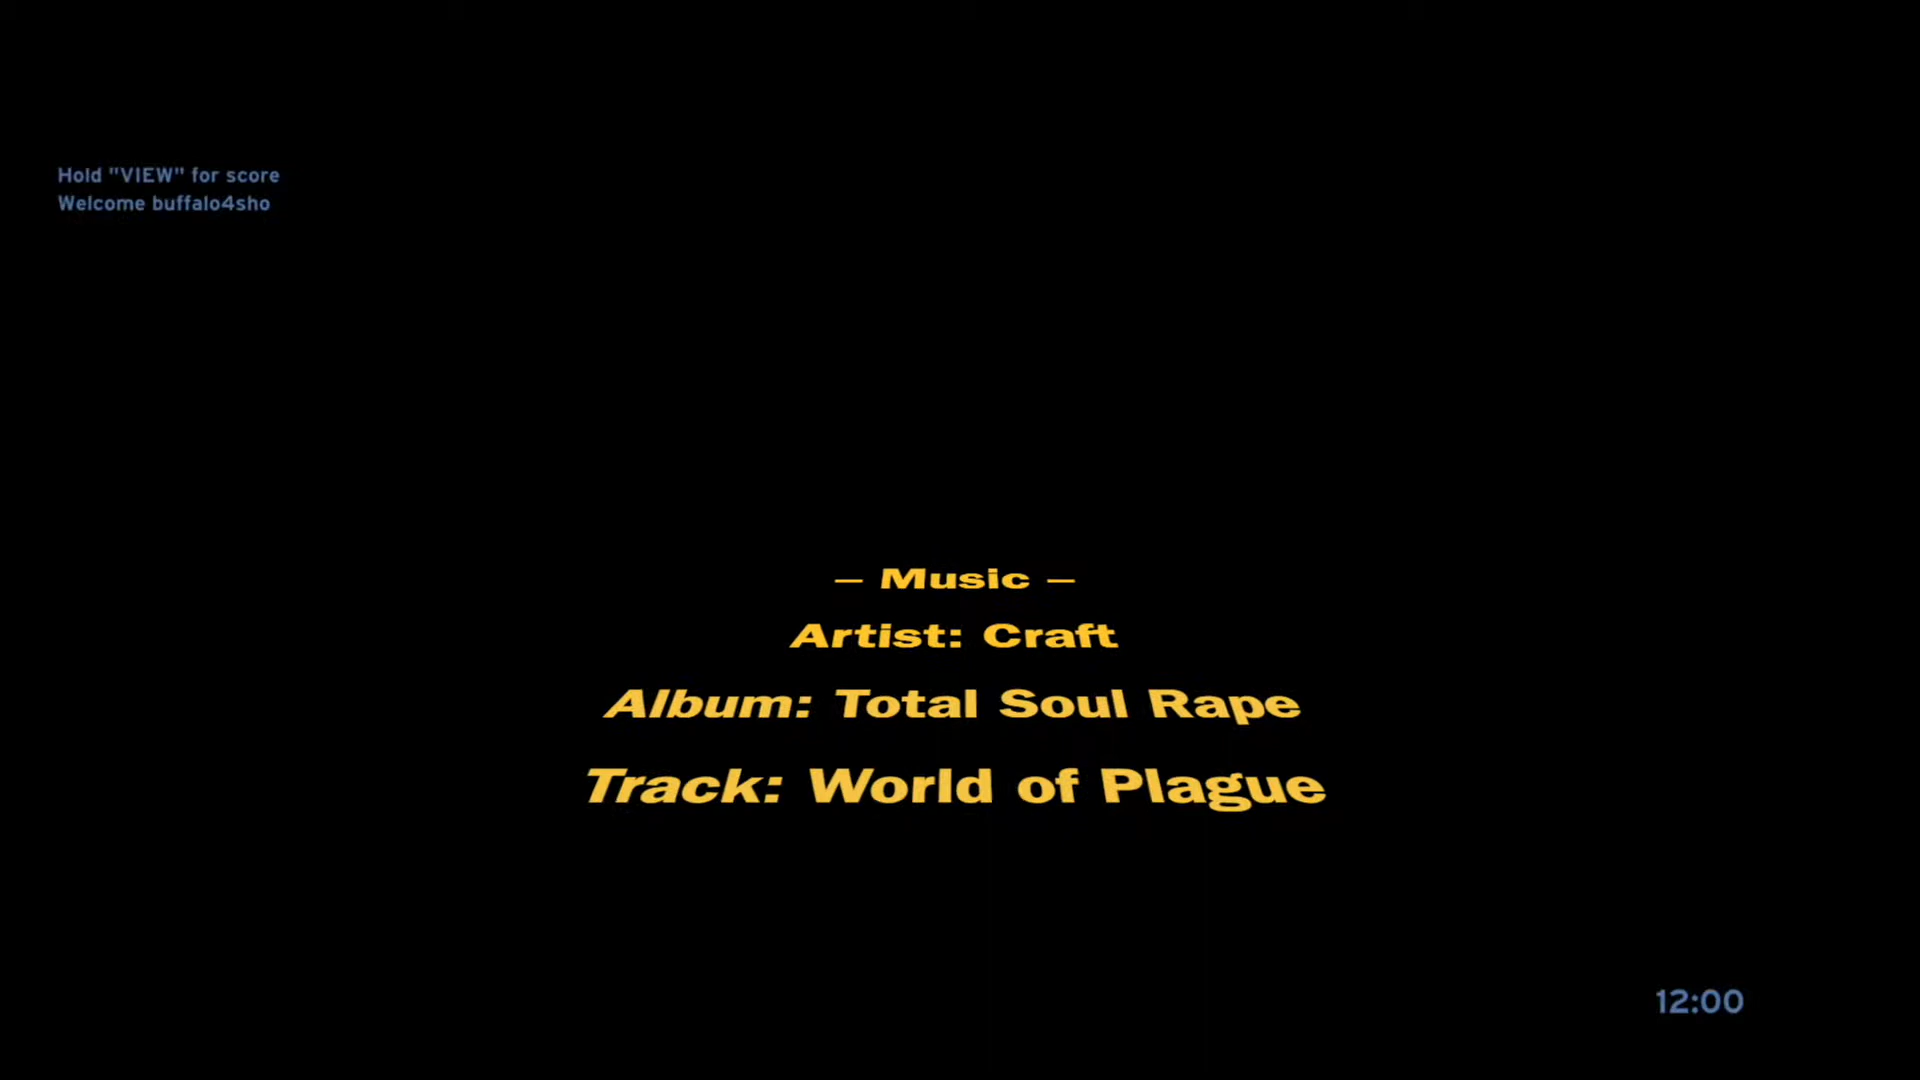 Hold "VIEW" for score
Welcome buffalo4sho
– Music –
Artist: Craft
Album: Total Soul Rape
Track: World of Plague
12:00